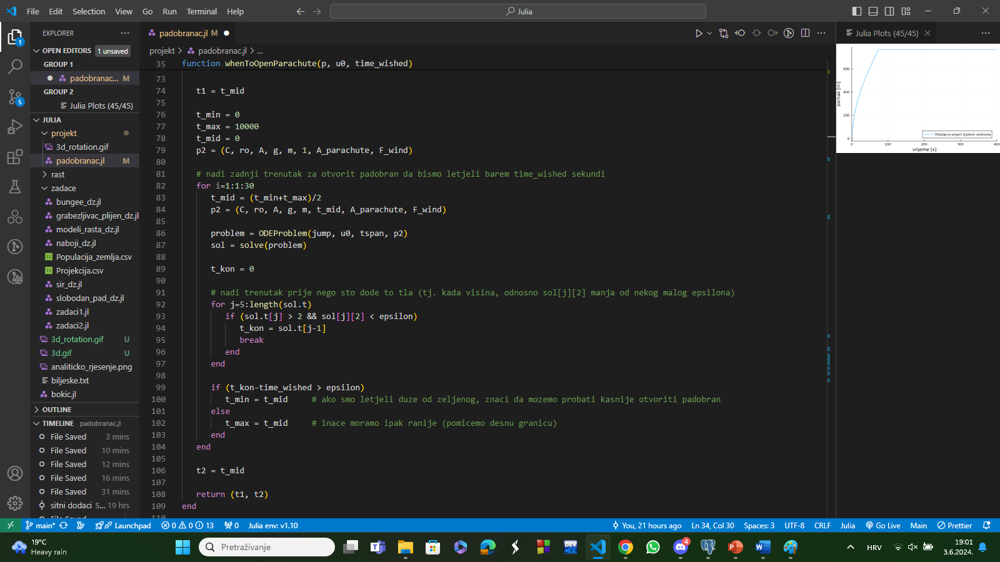 File Edit Selection View Go Run Terminal Help
Julia
EXPLORER
OPEN EDITORS 1 unsaved
GROUP 1
padobranac... M
GROUP 2
Julia Plots (45/45)
JULIA
projekt
3d_rotation.gif
padobranac.jl M
rast
zadace
bungee_dz.jl
grabezljivac_plijen_dz.jl
modeli_rasta_dz.jl
naboji_dz.jl
Populacija_zemlja.csv
Projekcija.csv
sir_dz.jl
slobodan_pad_dz.jl
zadaci1.jl
zadaci2.jl
3d_rotation.gif U
3d.gif U
analiticko_rjesenje.png
biljeske.txt
bokic.jl
OUTLINE
TIMELINE padobranac.jl
File Saved 3 mins
File Saved 10 mins
File Saved 12 mins
File Saved 16 mins
File Saved 31 mins
sitni dodaci S... 19 hrs
File Saved
1
5
padobranac.jl M
projekt > padobranac.jl > ...
35 function whenToOpenParachute(p, u0, time_wished)
73
74 t1 = t_mid
75
76 t_min = 0
77 t_max = 10000
78 t_mid = 0
79 p2 = (C, ro, A, g, m, 1, A_parachute, F_wind)
80
81 # nadi zadnji trenutak za otvorit padobran da bismo letjeli barem time_wished sekundi
82 for i=1:1:30
83 t_mid = (t_min+t_max)/2
84 p2 = (C, ro, A, g, m, t_mid, A_parachute, F_wind)
85
86 problem = ODEProblem(jump, u0, tspan, p2)
87 sol = solve(problem)
88
89 t_kon = 0
90
91 # nadi trenutak prije nego sto dode to tla (tj. kada visina, odnosno sol[j][2] manja od nekog malog epsilona)
92 for j=5:length(sol.t)
93 if (sol.t[j] > 2 && sol[j][2] < epsilon)
94 t_kon = sol.t[j-1]
95 break
96 end
97 end
98
99 if (t_kon-time_wished > epsilon)
100 t_min = t_mid # ako smo letjeli duze od zeljenog, znaci da mozemo probati kasnije otvoriti padobran
101 else
102 t_max = t_mid # inace moramo ipak ranije (pomicemo desnu granicu)
103 end
104 end
105
106 t2 = t_mid
107
108 return (t1, t2)
109 end
110
Julia Plots (45/45)
pomak [m]
600
400
200
0
Polozaj (x-smjer) tijekom vremena
0 100 200 300 400
vrijeme [s]
main* Launchpad 0 0 13 0 Julia env: v1.10
You, 21 hours ago Ln 34, Col 30 Spaces: 3 UTF-8 CRLF Julia Go Live Main Prettier
19°C
Heavy rain
Pretraživanje
DEV
4
HRV
19:01
3.6.2024.